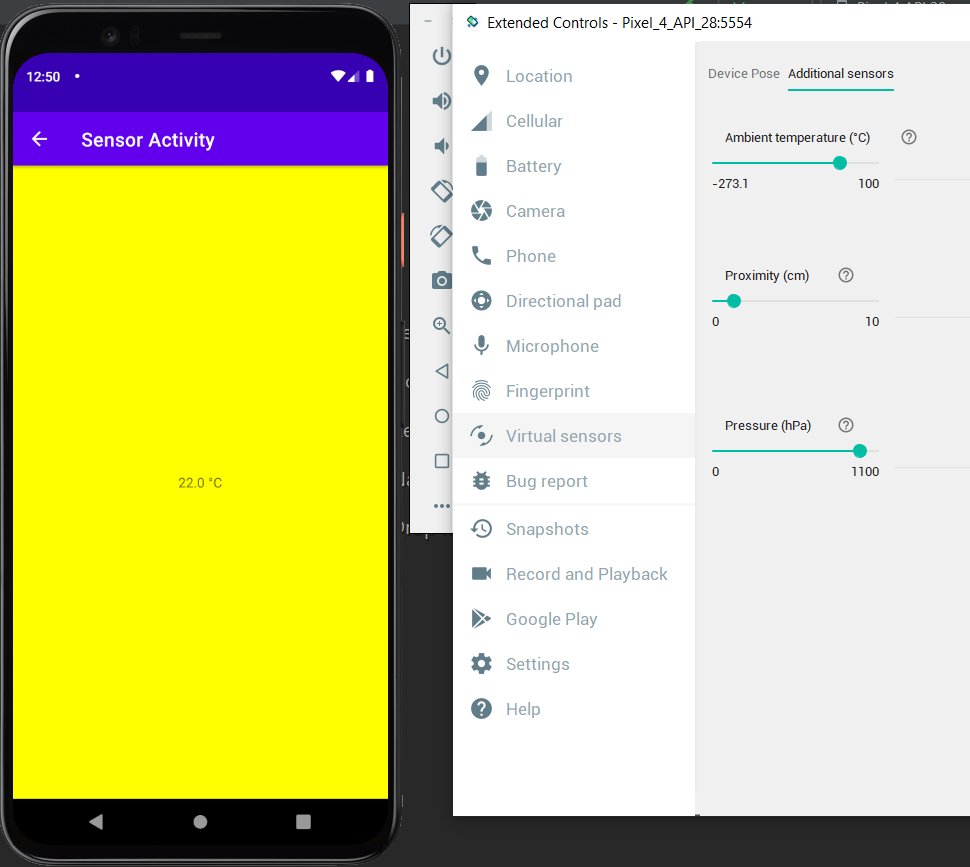 12:50
Sensor Activity
22.0 °C
Extended Controls - Pixel_4_API_28:5554
Location
Cellular
Battery
Camera
Phone
Directional pad
Microphone
Fingerprint
Virtual sensors
Bug report
Snapshots
Record and Playback
Google Play
Settings
Help
Device Pose Additional sensors
Ambient temperature (°C)
-273.1 100
Proximity (cm)
0 10
Pressure (hPa)
0 1100